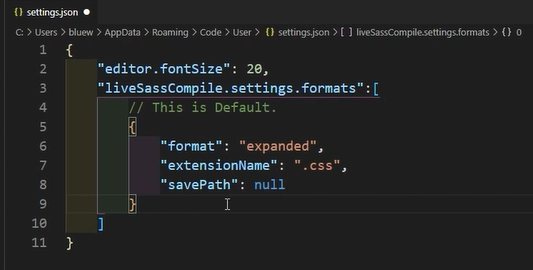 {} settings.json ●
C: > Users > bluew > AppData > Roaming > Code > User > {} settings.json > [ ] liveSassCompile.settings.formats > {} 0
1 {
2     "editor.fontSize": 20,
3     "liveSassCompile.settings.formats":[
4         // This is Default.
5         {
6             "format": "expanded",
7             "extensionName": ".css",
8             "savePath": null
9         }
10     ]
11 }